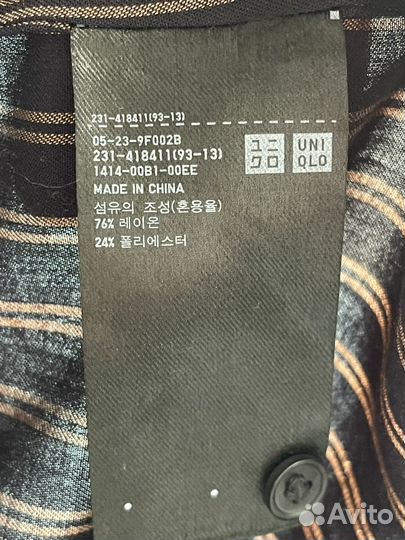 231-418411(93-13)
05-23-9F002B
231-418411(93-13)
1414-00B1-00EE
MADE IN CHINA
섬유의 조성(혼용율)
76% 레이온
24% 폴리에스터
ユニ
クロ
UNI
QLO
Avito